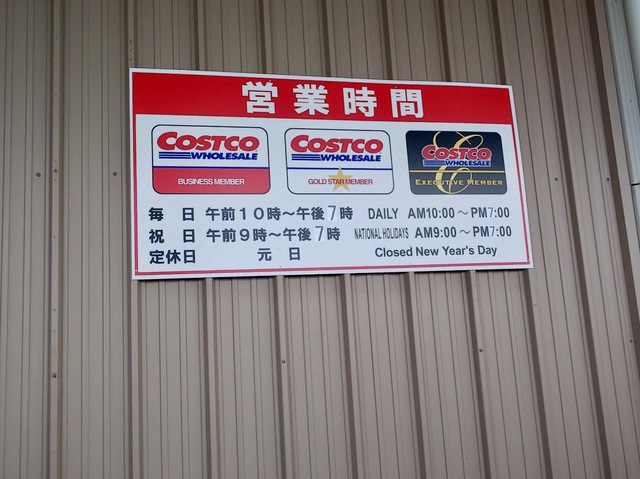 営業時間
COSTCO WHOLESALE BUSINESS MEMBER
COSTCO WHOLESALE GOLD STAR MEMBER
COSTCO WHOLESALE EXECUTIVE MEMBER
毎 日 午前10時～午後7時 DAILY AM10:00～PM7:00
祝 日 午前9時～午後7時 NATIONAL HOLIDAYS AM9:00～PM7:00
定休日 元 日 Closed New Year's Day